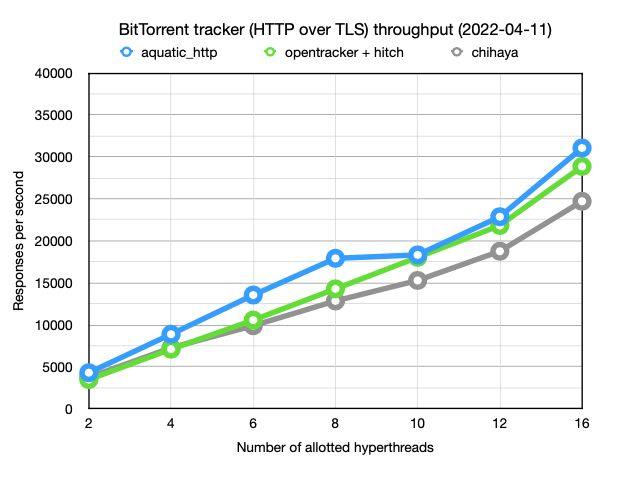 BitTorrent tracker (HTTP over TLS) throughput (2022-04-11)
aquatic_http opentracker + hitch chihaya
40000
35000
30000
25000
20000
15000
10000
5000
0
Responses per second
2 4 6 8 10 12 16
Number of allotted hyperthreads